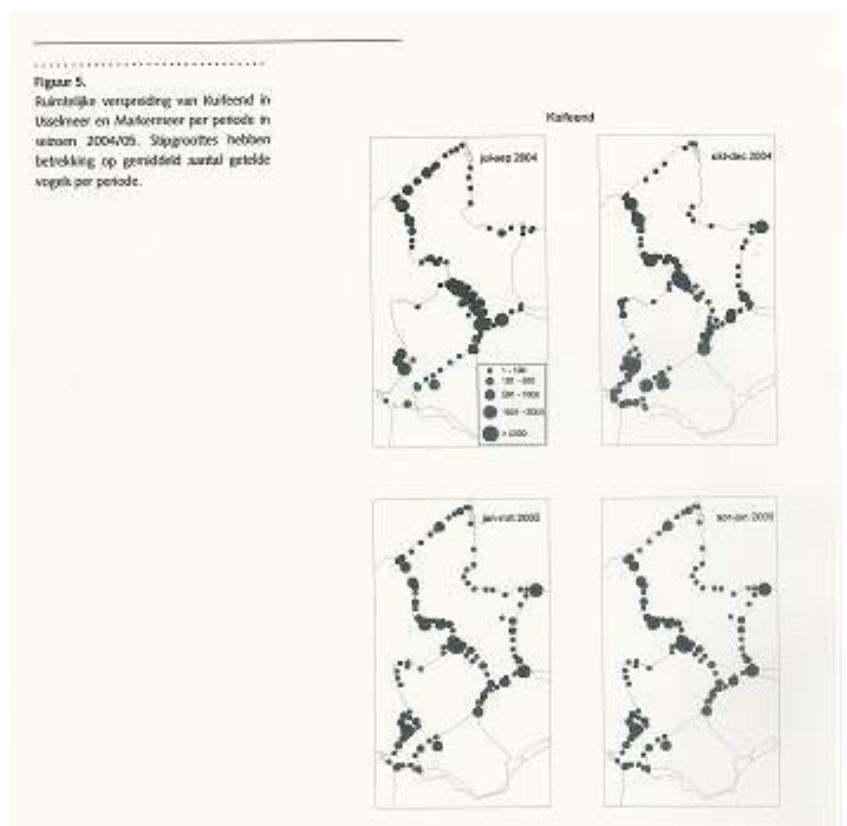 Figuur 5.
Ruimtelijke verspreiding van Kuifeend in
IJsselmeer en Markermeer per periode in
seizoen 2004/05. Stipgroottes hebben
betrekking op gemiddeld aantal getelde
vogels per periode.
Kuifeend
jul-sep 2004
okt-dec 2004
1 - 100
jan-mrt 2005
apr-jun 2005